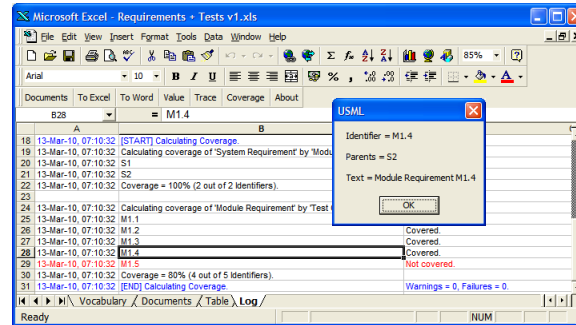 Microsoft Excel - Requirements + Tests v1.xls
File Edit View Insert Format Tools Data Window Help
85%
Arial 10 B I U % ,
Documents To Excel To Word Value Trace Coverage About
B28 = M1.4
A B
18 13-Mar-10, 07:10:32 [START] Calculating Coverage.
19 13-Mar-10, 07:10:32 Calculating coverage of 'System Requirement' by
20 13-Mar-10, 07:10:32 S1
21 13-Mar-10, 07:10:32 S2
22 13-Mar-10, 07:10:32 Coverage = 100% (2 out of 2 Identifiers).
23
24 13-Mar-10, 07:10:32 Calculating coverage of 'Module Requirement' by 'Test
25 13-Mar-10, 07:10:32 M1.1
26 13-Mar-10, 07:10:32 M1.2 Covered.
27 13-Mar-10, 07:10:32 M1.3 Covered.
28 13-Mar-10, 07:10:32 M1.4 Covered.
29 13-Mar-10, 07:10:32 M1.5 Not covered.
30 13-Mar-10, 07:10:32 Coverage = 80% (4 out of 5 Identifiers).
31 13-Mar-10, 07:10:32 [END] Calculating Coverage. Warnings = 0, Failures = 0.
USML
Identifier = M1.4
Parents = S2
Text = Module Requirement M1.4
OK
Vocabulary Documents Table Log
Ready NUM